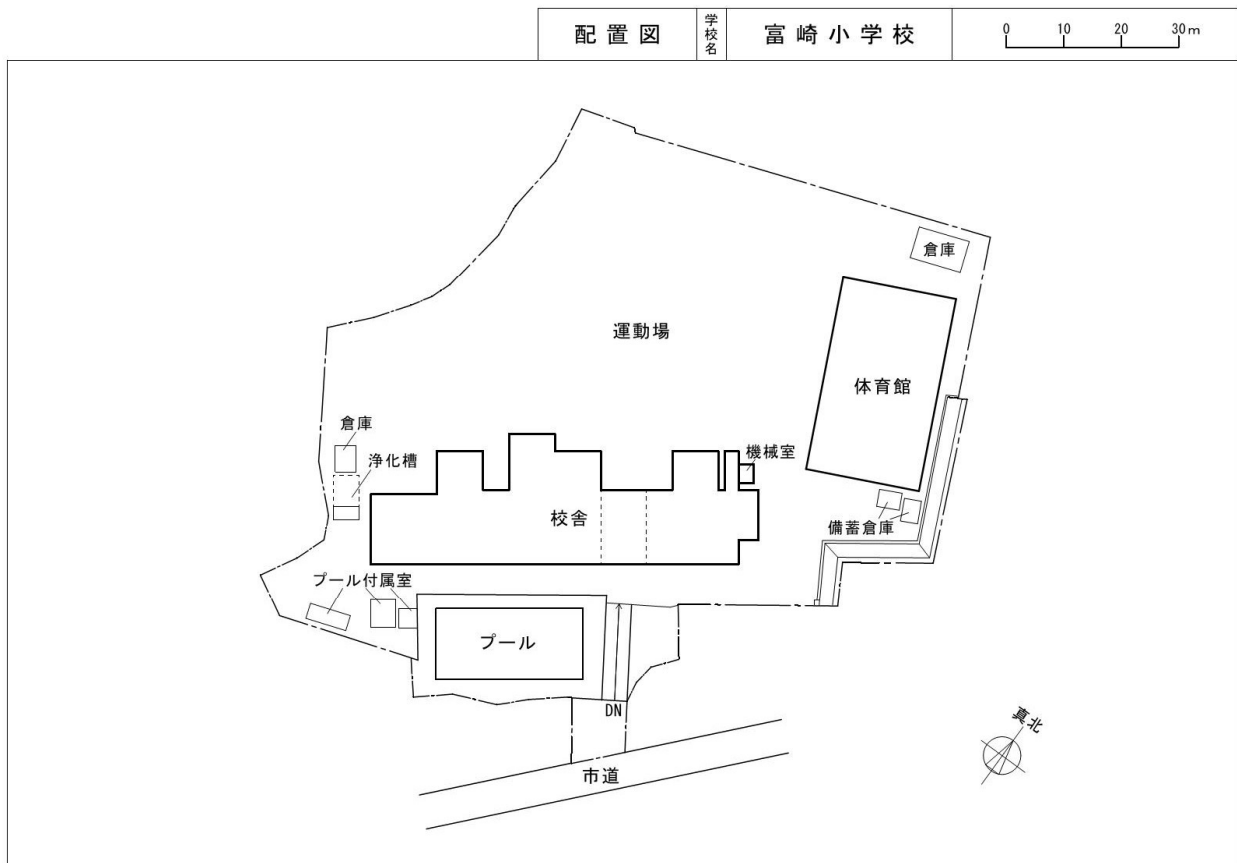 配置図
学校名
富崎小学校
0 10 20 30m
倉庫
運動場
体育館
倉庫
浄化槽
機械室
校舎
備蓄倉庫
プール付属室
プール
DN
真北
市道